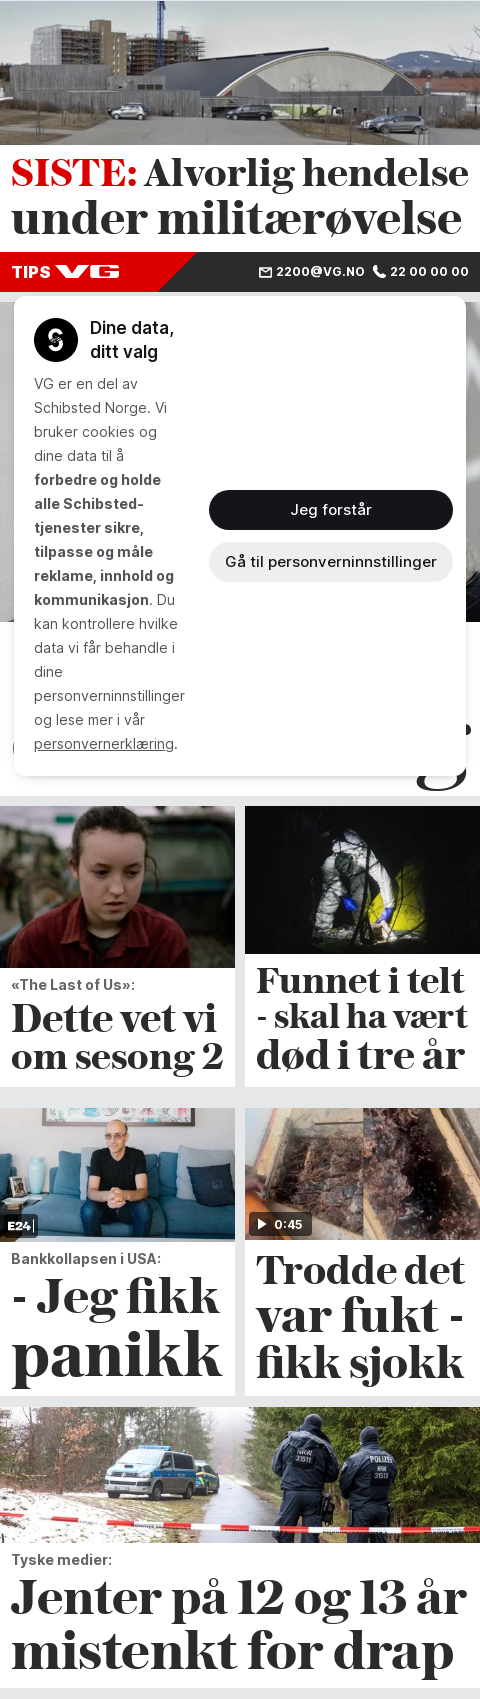 SISTE: Alvorlig hendelse
under militærøvelse
TIPS VG 2200@VG.NO 22 00 00 00
Dine data,
ditt valg
VG er en del av
Schibsted Norge. Vi
bruker cookies og
dine data til å
forbedre og holde
alle Schibsted-
tjenester sikre,
tilpasse og måle
reklame, innhold og
kommunikasjon. Du
kan kontrollere hvilke
data vi får behandle i
dine
personverninnstillinger
og lese mer i vår
personvernerklæring.
Jeg forstår
Gå til personverninnstillinger
«The Last of Us»:
Dette vet vi
om sesong 2
Funnet i telt
- skal ha vært
død i tre år
E24
Bankkollapsen i USA:
- Jeg fikk
panikk
0:45
Trodde det
var fukt -
fikk sjokk
NRW
31511
POLIZEI
NRW
31513
Tyske medier:
Jenter på 12 og 13 år
mistenkt for drap